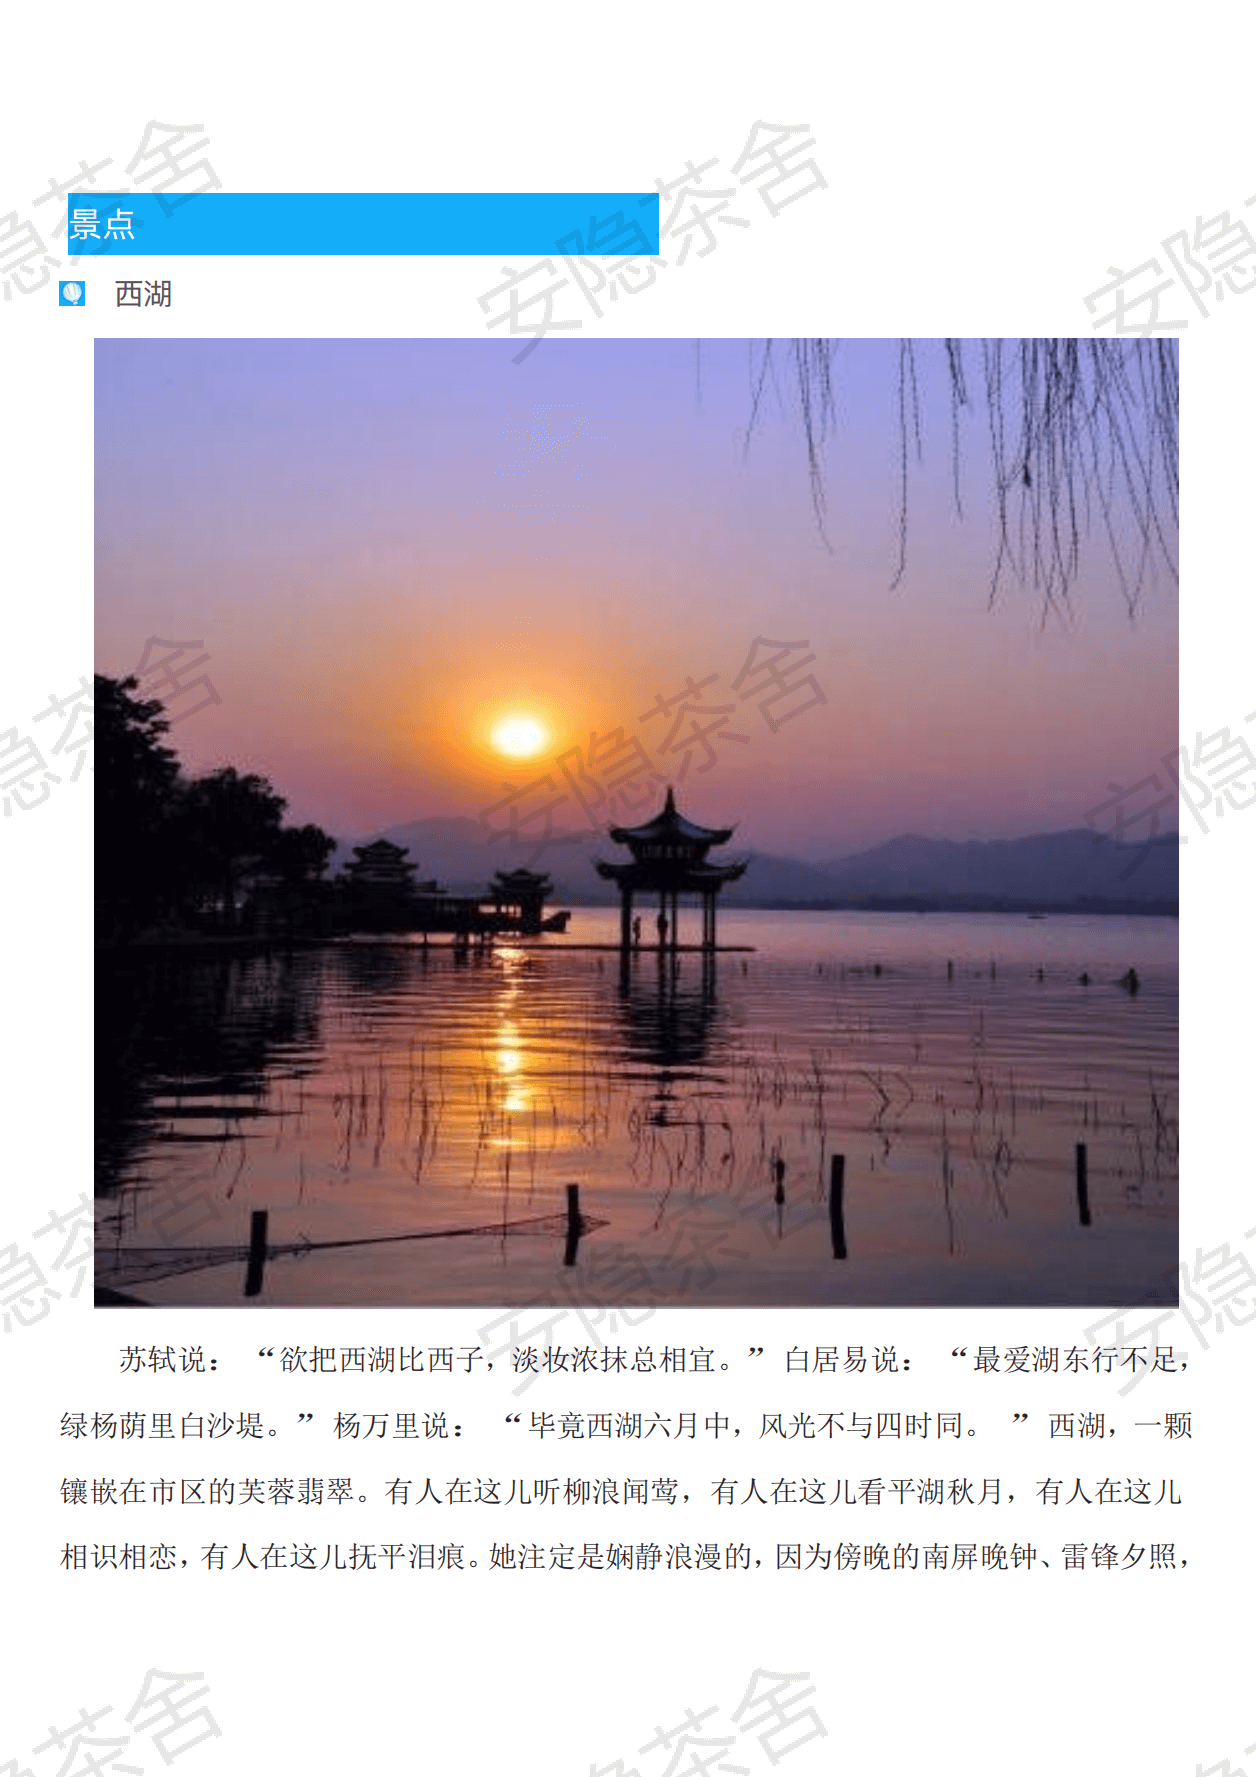 景点
西湖
苏轼说：“欲把西湖比西子，淡妆浓抹总相宜。”白居易说：“最爱湖东行不足，
绿杨荫里白沙堤。”杨万里说：“毕竟西湖六月中，风光不与四时同。”西湖，一颗
镶嵌在市区的芙蓉翡翠。有人在这儿听柳浪闻莺，有人在这儿看平湖秋月，有人在这儿
相识相恋，有人在这儿抚平泪痕。她注定是娴静浪漫的，因为傍晚的南屏晚钟、雷锋夕照，
安隐茶舍